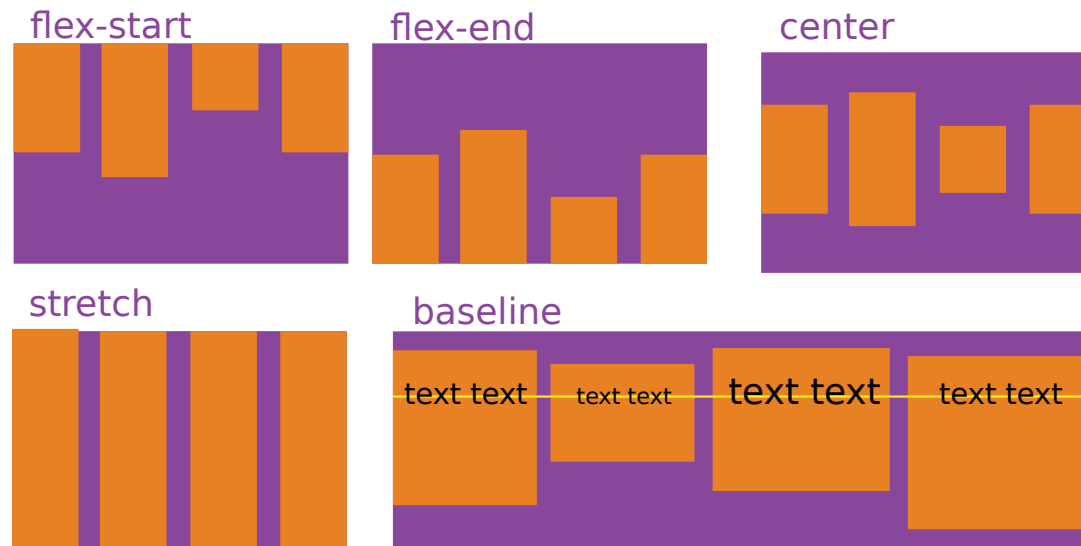 flex-start
flex-end
center
stretch
baseline
text text
text text
text text
text text